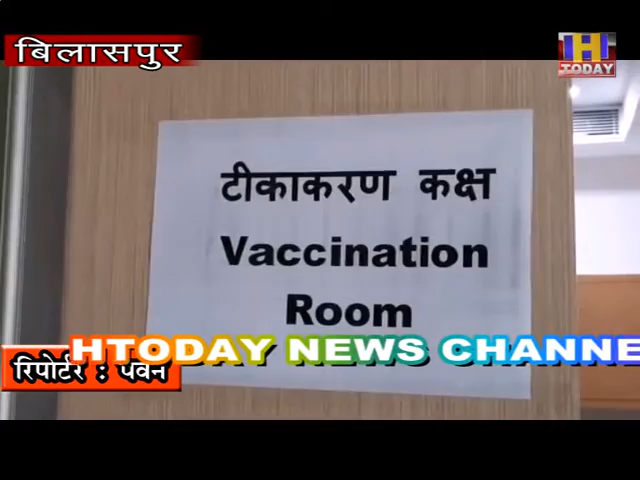 बिलासपुर
H
TODAY
टीकाकरण कक्ष
Vaccination
Room
HTODAY NEWS CHANNE
रिपोर्टर : पवन